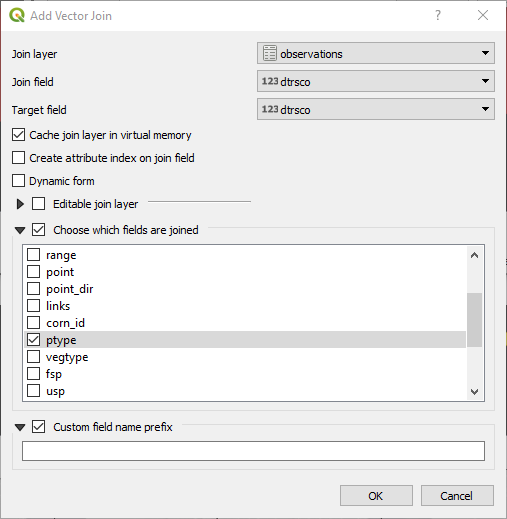 Add Vector Join
Join layer observations
Join field 123 dtrsco
Target field 123 dtrsco
Cache join layer in virtual memory
Create attribute index on join field
Dynamic form
Editable join layer
Choose which fields are joined
range
point
point_dir
links
corn_id
ptype
vegtype
fsp
usp
Custom field name prefix
OK Cancel